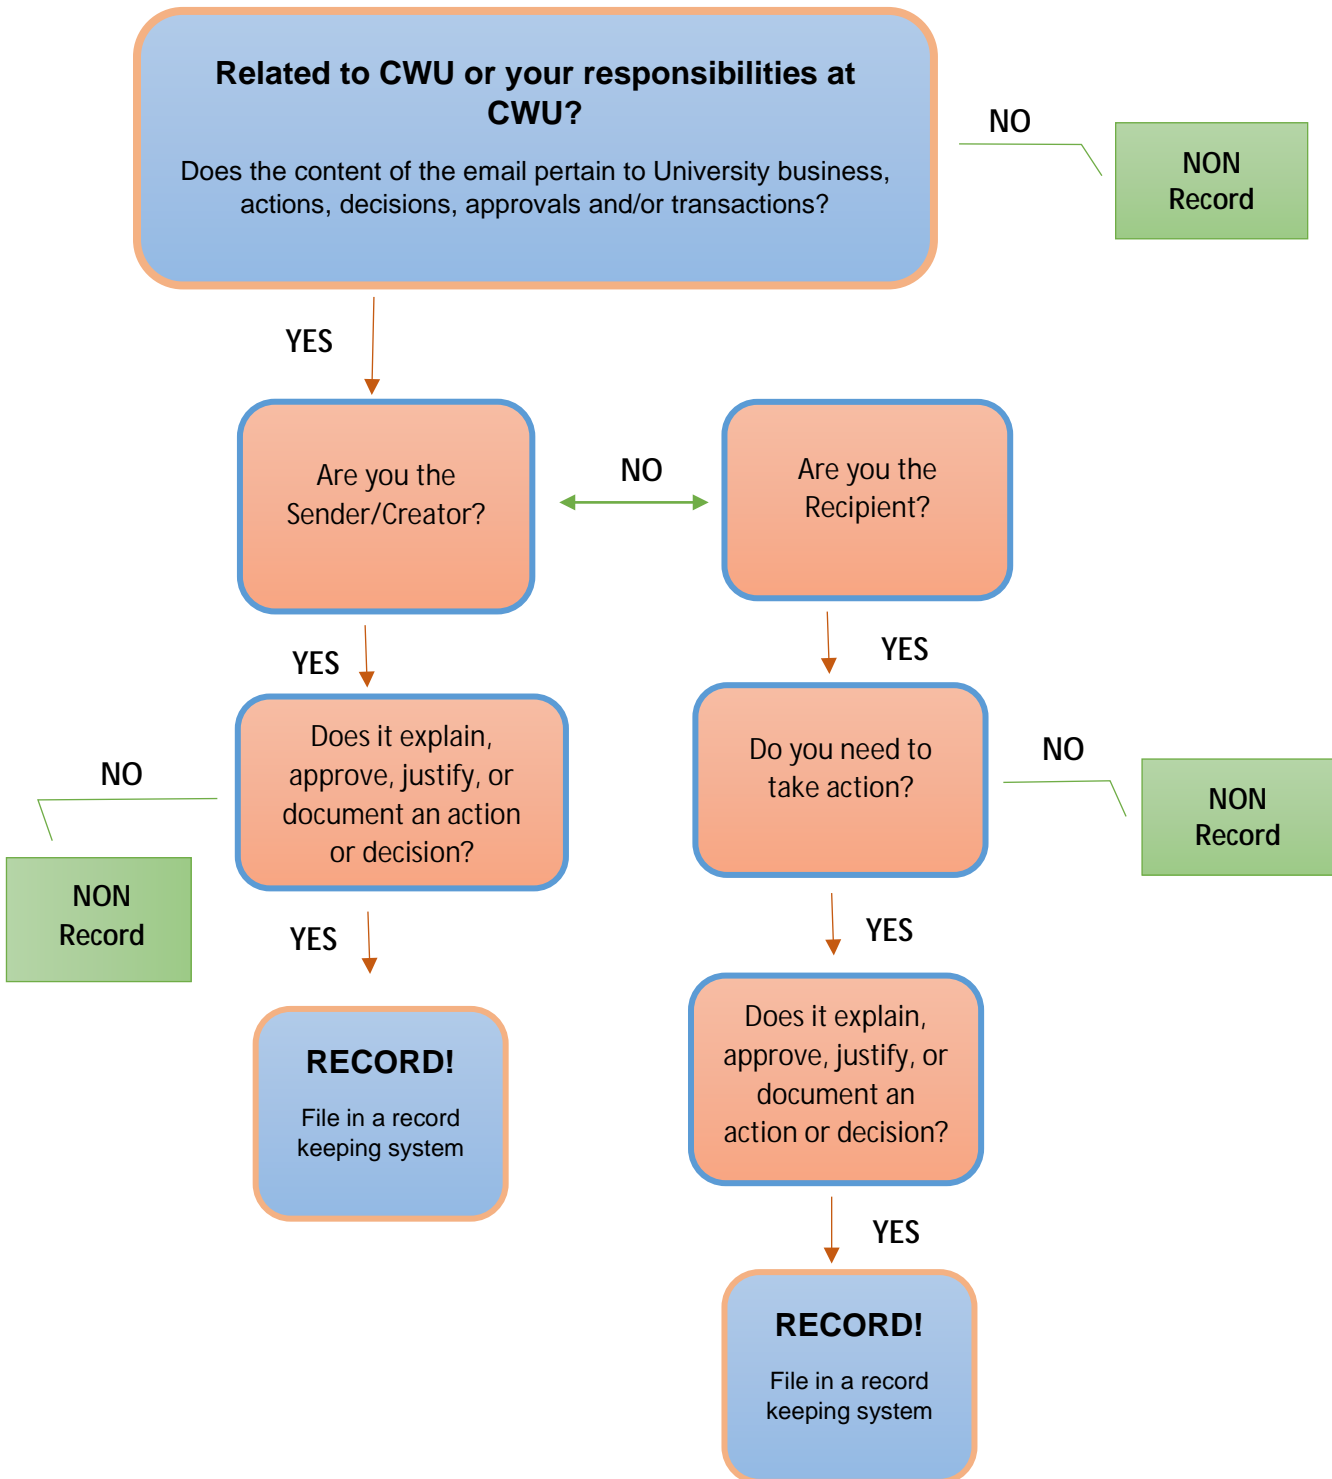 Related to CWU or your responsibilities at
CWU?
Does the content of the email pertain to University business,
actions, decisions, approvals and/or transactions?
NO
NON
Record
YES
Are you the
Sender/Creator?
NO
Are you the
Recipient?
YES
YES
Does it explain,
approve, justify, or
document an action
or decision?
NO
NON
Record
Do you need to
take action?
NO
NON
Record
YES
YES
RECORD!
File in a record
keeping system
Does it explain,
approve, justify, or
document an
action or decision?
YES
RECORD!
File in a record
keeping system